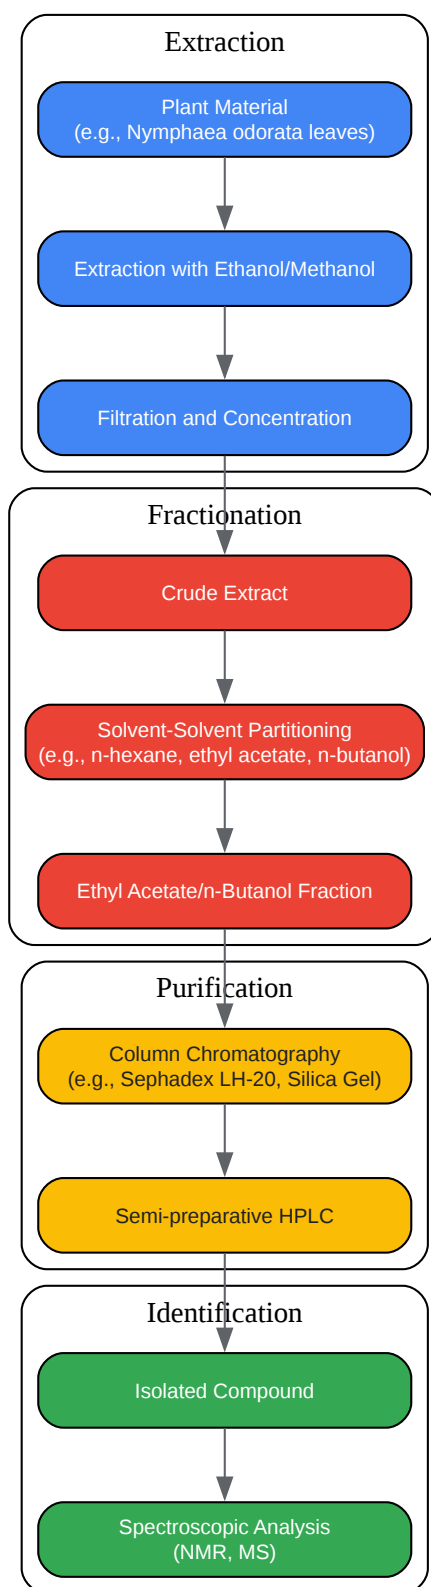 Extraction
Plant Material
(e.g., Nymphaea odorata leaves)
Extraction with Ethanol/Methanol
Filtration and Concentration
Fractionation
Crude Extract
Solvent-Solvent Partitioning
(e.g., n-hexane, ethyl acetate, n-butanol)
Ethyl Acetate/n-Butanol Fraction
Purification
Column Chromatography
(e.g., Sephadex LH-20, Silica Gel)
Semi-preparative HPLC
Identification
Isolated Compound
Spectroscopic Analysis
(NMR, MS)